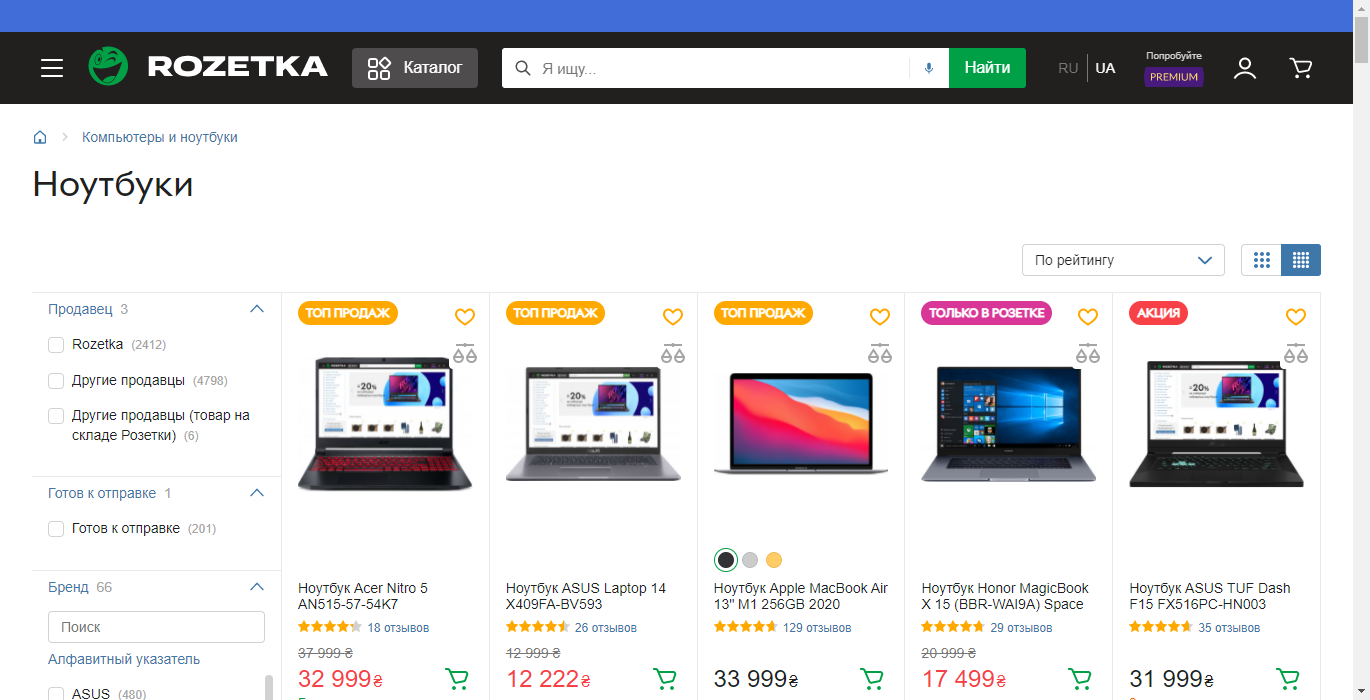 ROZETKA
Каталог
Я ищу...
Найти
RU
UA
Попробуйте
PREMIUM
Компьютеры и ноутбуки
Ноутбуки
По рейтингу
Продавец 3
Rozetka (2412)
Другие продавцы (4798)
Другие продавцы (товар на
складе Розетки) (6)
Готов к отправке 1
Готов к отправке (201)
Бренд 66
Поиск
Алфавитный указатель
ASUS (480)
ТОП ПРОДАЖ
-20%
Ноутбук Acer Nitro 5
AN515-57-54K7
18 отзывов
37 999 ₴
32 999 ₴
ТОП ПРОДАЖ
-20%
Ноутбук ASUS Laptop 14
X409FA-BV593
26 отзывов
12 999 ₴
12 222 ₴
ТОП ПРОДАЖ
Ноутбук Apple MacBook Air
13" M1 256GB 2020
129 отзывов
33 999 ₴
ТОЛЬКО В РОЗЕТКЕ
Ноутбук Honor MagicBook
X 15 (BBR-WAI9A) Space
29 отзывов
20 999 ₴
17 499 ₴
АКЦИЯ
-20%
Ноутбук ASUS TUF Dash
F15 FX516PC-HN003
35 отзывов
31 999 ₴